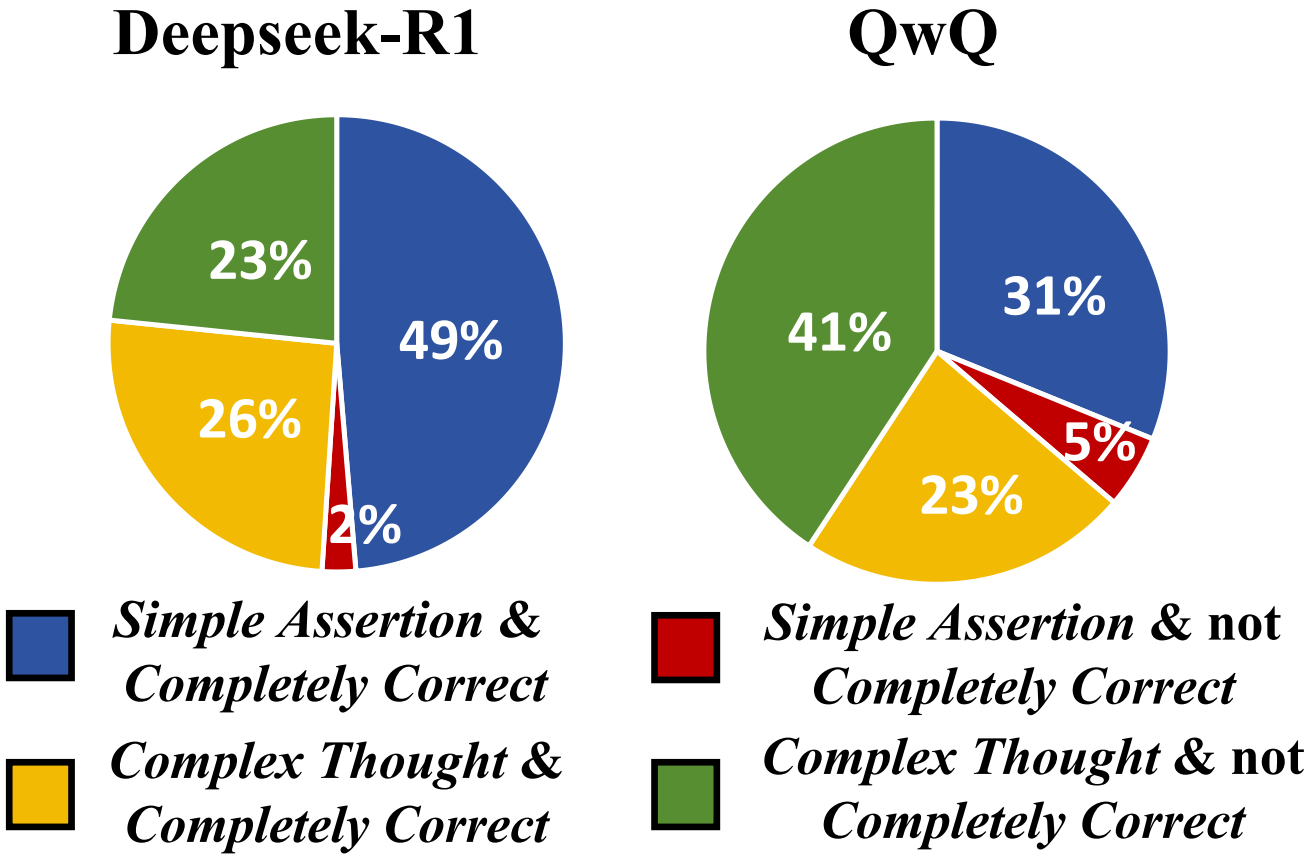 Deepseek-R1
QwQ
23%
49%
26%
2%
31%
41%
5%
23%
Simple Assertion &
Completely Correct
Simple Assertion & not
Completely Correct
Complex Thought &
Completely Correct
Complex Thought & not
Completely Correct